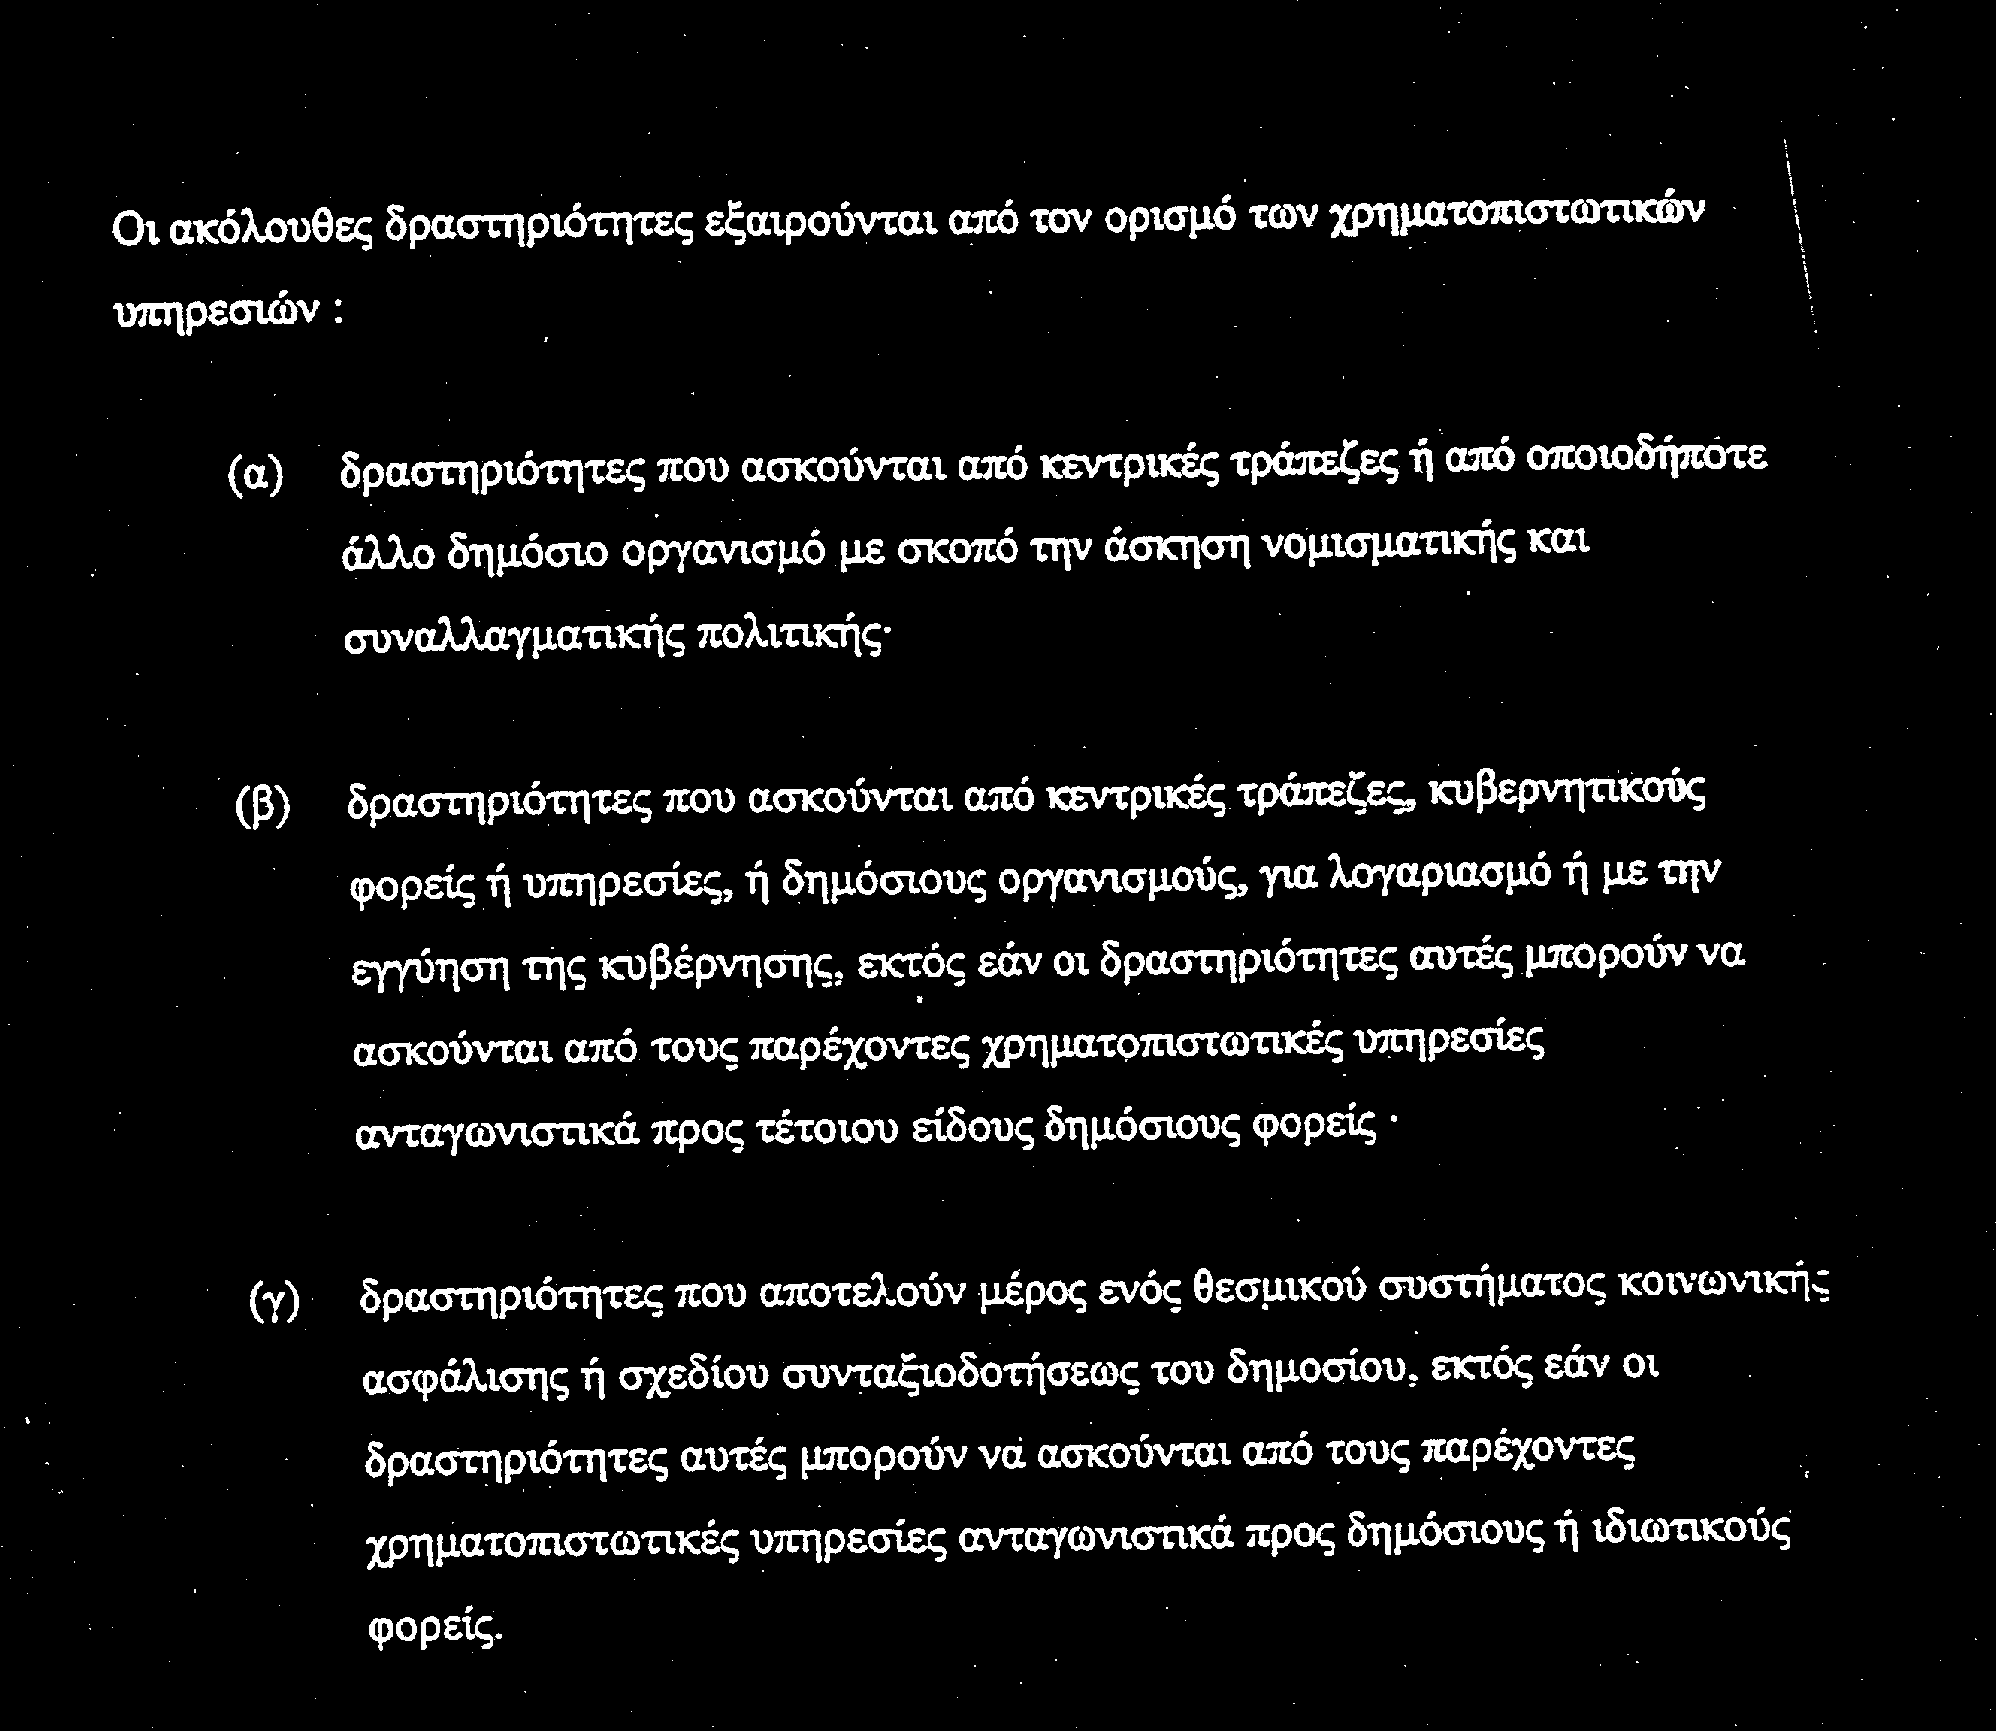 Οι ακόλουθες δραστηριότητες εξαιρούνται από τον ορισμό των χρηματοπιστωτικών
υπηρεσιών :
(α) δραστηριότητες που ασκούνται από κεντρικές τράπεζες ή από οποιοδήποτε
άλλο δημόσιο οργανισμό με σκοπό την άσκηση νομισματικής και
συναλλαγματικής πολιτικής·
(β) δραστηριότητες που ασκούνται από κεντρικές τράπεζες, κυβερνητικούς
φορείς ή υπηρεσίες, ή δημόσιους οργανισμούς, για λογαριασμό ή με την
εγγύηση της κυβέρνησης, εκτός εάν οι δραστηριότητες αυτές μπορούν να
ασκούνται από τους παρέχοντες χρηματοπιστωτικές υπηρεσίες
ανταγωνιστικά προς τέτοιου είδους δημόσιους φορείς ·
(γ) δραστηριότητες που αποτελούν μέρος ενός θεσμικού συστήματος κοινωνικής
ασφάλισης ή σχεδίου συνταξιοδοτήσεως του δημοσίου, εκτός εάν οι
δραστηριότητες αυτές μπορούν να ασκούνται από τους παρέχοντες
χρηματοπιστωτικές υπηρεσίες ανταγωνιστικά προς δημόσιους ή ιδιωτικούς
φορείς.